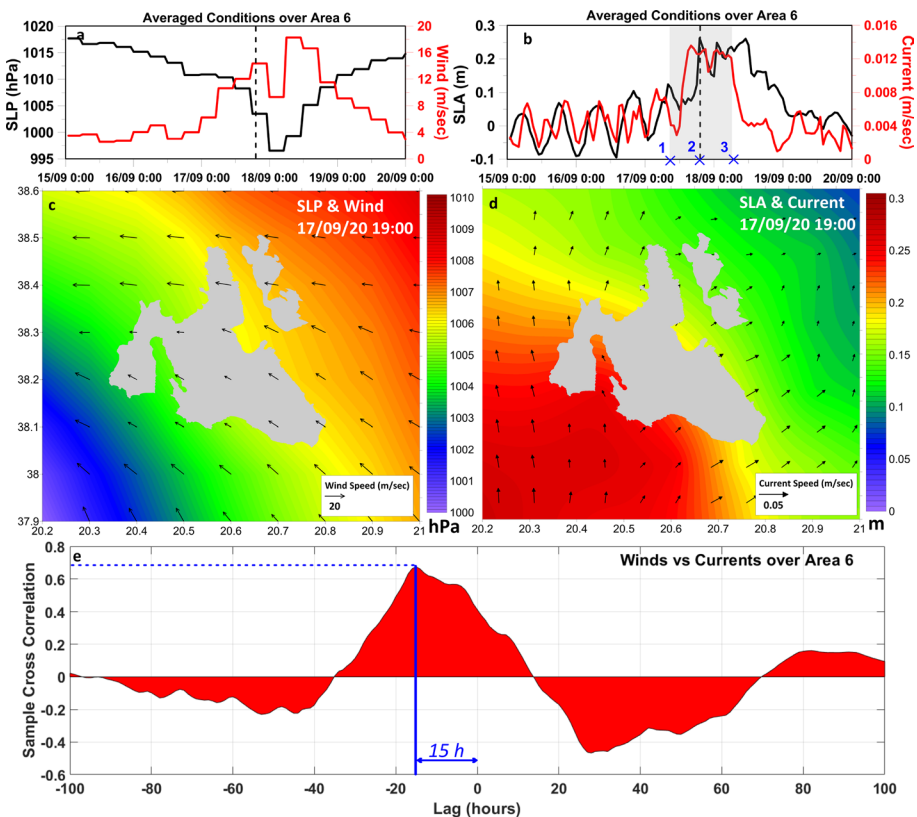 Averaged Conditions over Area 6
a
SLP (hPa)
1020
1015
1010
1005
1000
995
20
16
12
8
4
0
Wind (m/sec)
15/09 0:00 16/09 0:00 17/09 0:00 18/09 0:00 19/09 0:00 20/09 0:00
Averaged Conditions over Area 6
b
SLA (m)
0.3
0.2
0.1
0
-0.1
0.016
0.012
0.008
0.004
0
Current (m/sec)
1 2 3
15/09 0:00 16/09 0:00 17/09 0:00 18/09 0:00 19/09 0:00 20/09 0:00
c
SLP & Wind
17/09/20 19:00
38.6
38.5
38.4
38.3
38.2
38.1
38
37.9
20.2 20.3 20.4 20.5 20.6 20.7 20.8 20.9 21
Wind Speed (m/sec)
20
1010
1009
1008
1007
1006
1005
1004
1003
1002
1001
1000
hPa
d
SLA & Current
17/09/20 19:00
20.2 20.3 20.4 20.5 20.6 20.7 20.8 20.9 21
Current Speed (m/sec)
0.05
0.3
0.25
0.2
0.15
0.1
0.05
0
m
e
Winds vs Currents over Area 6
Sample Cross Correlation
0.8
0.6
0.4
0.2
0
-0.2
-0.4
-0.6
15 h
-100 -80 -60 -40 -20 0 20 40 60 80 100
Lag (hours)